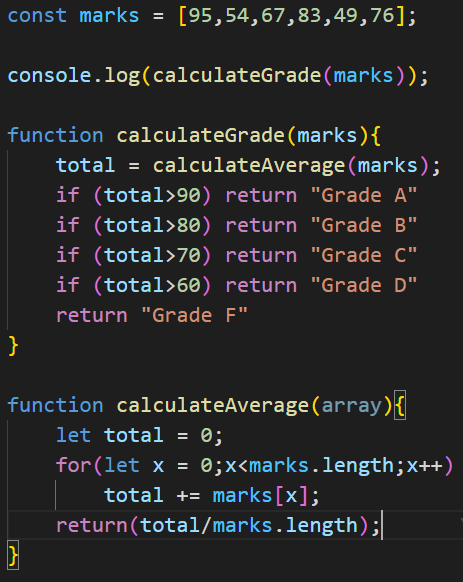 const marks = [95,54,67,83,49,76];
console.log(calculateGrade(marks));
function calculateGrade(marks){
total = calculateAverage(marks);
if (total>90) return "Grade A"
if (total>80) return "Grade B"
if (total>70) return "Grade C"
if (total>60) return "Grade D"
return "Grade F"
}
function calculateAverage(array){
let total = 0;
for(let x = 0;x<marks.length;x++)
total += marks[x];
return(total/marks.length);
}